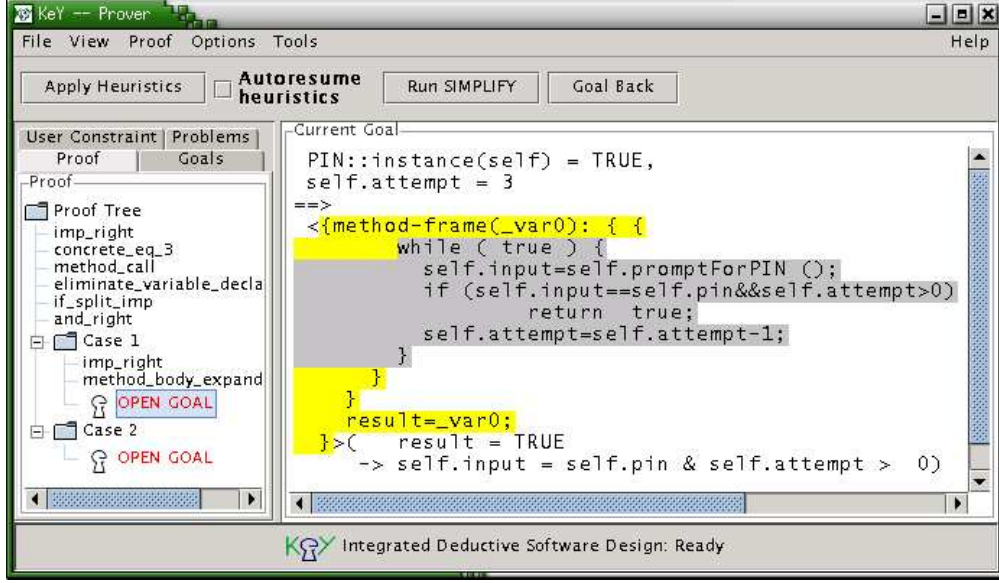 KeY -- Prover
File View Proof Options Tools Help
Apply Heuristics Autoresume heuristics Run SIMPLIFY Goal Back
User Constraint Problems
Proof Goals
Proof
Proof Tree
imp_right
concrete_eq_3
method_call
eliminate_variable_decla
if_split_imp
and_right
Case 1
imp_right
method_body_expand
OPEN GOAL
Case 2
OPEN GOAL
Current Goal
PIN::instance(self) = TRUE,
self.attempt = 3
==>
<{method-frame(_var0): { {
while ( true ) {
self.input=self.promptForPIN ();
if (self.input==self.pin&&self.attempt>0)
return true;
self.attempt=self.attempt-1;
}
}
}
result=_var0;
}>( result = TRUE
-> self.input = self.pin & self.attempt > 0)
KeY Integrated Deductive Software Design: Ready